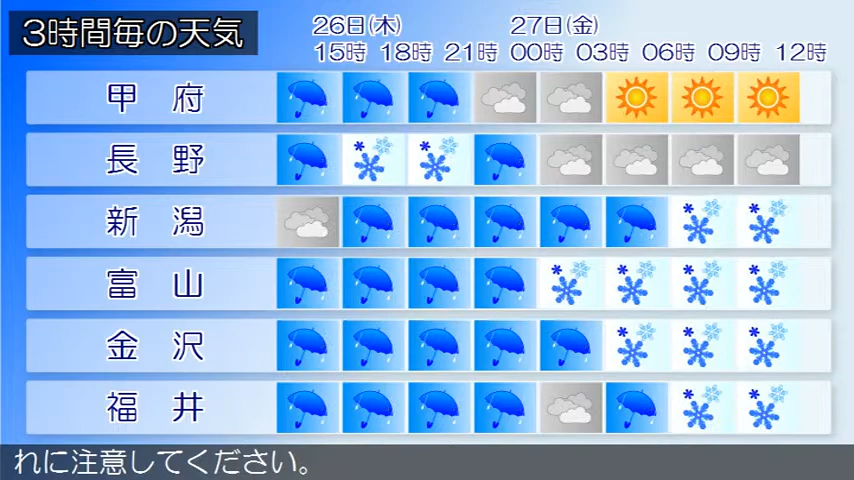 3時間毎の天気
26日(木) 27日(金)
15時 18時 21時 00時 03時 06時 09時 12時
甲府
長野
新潟
富山
金沢
福井
れに注意してください。